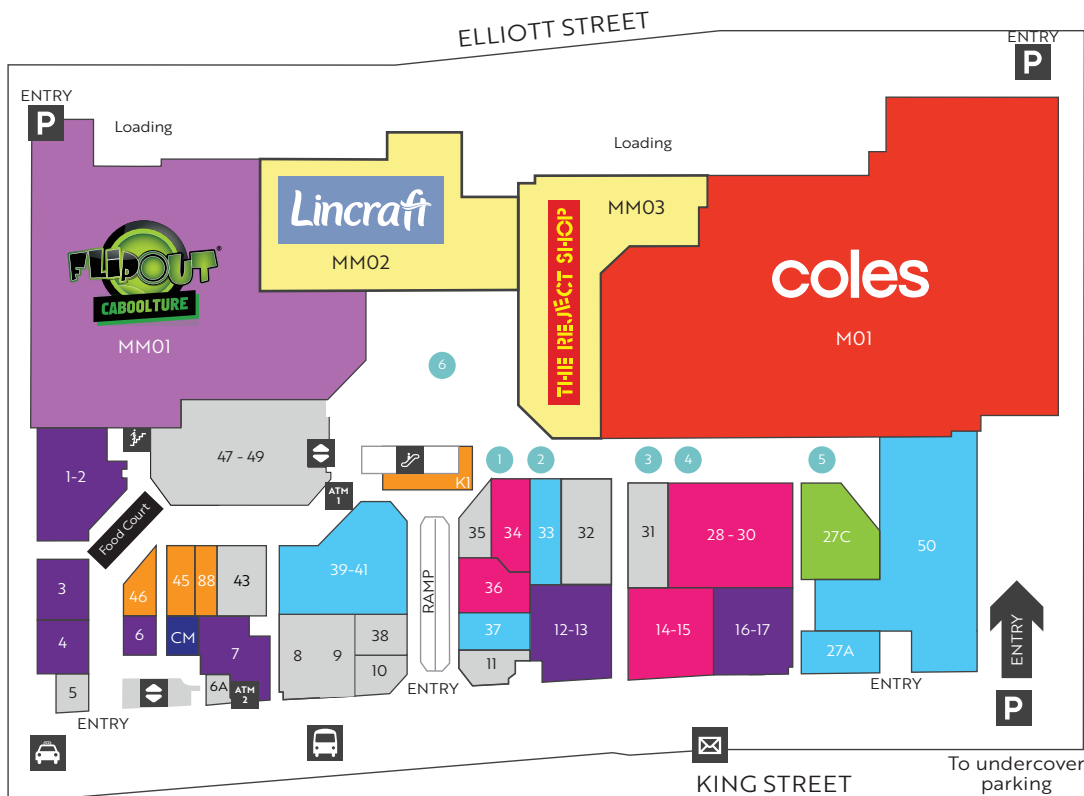 ELLIOTT STREET
ENTRY
P
ENTRY
P
Loading
Loading
Lincraft
MM02
MM03
THE REJECT SHOP
FLipOUT®
CABOOLTURE
MM01
coles
M01
6
1-2
47 - 49
ATM
1
K1
1
2
3
4
5
Food Court
3
46
45
88
43
39-41
RAMP
35
34
33
32
31
28 - 30
27C
50
36
4
6
CM
7
8
9
38
10
37
11
12-13
14-15
16-17
27A
5
6A
ATM
2
ENTRY
ENTRY
ENTRY
ENTRY
P
KING STREET
To undercover
parking